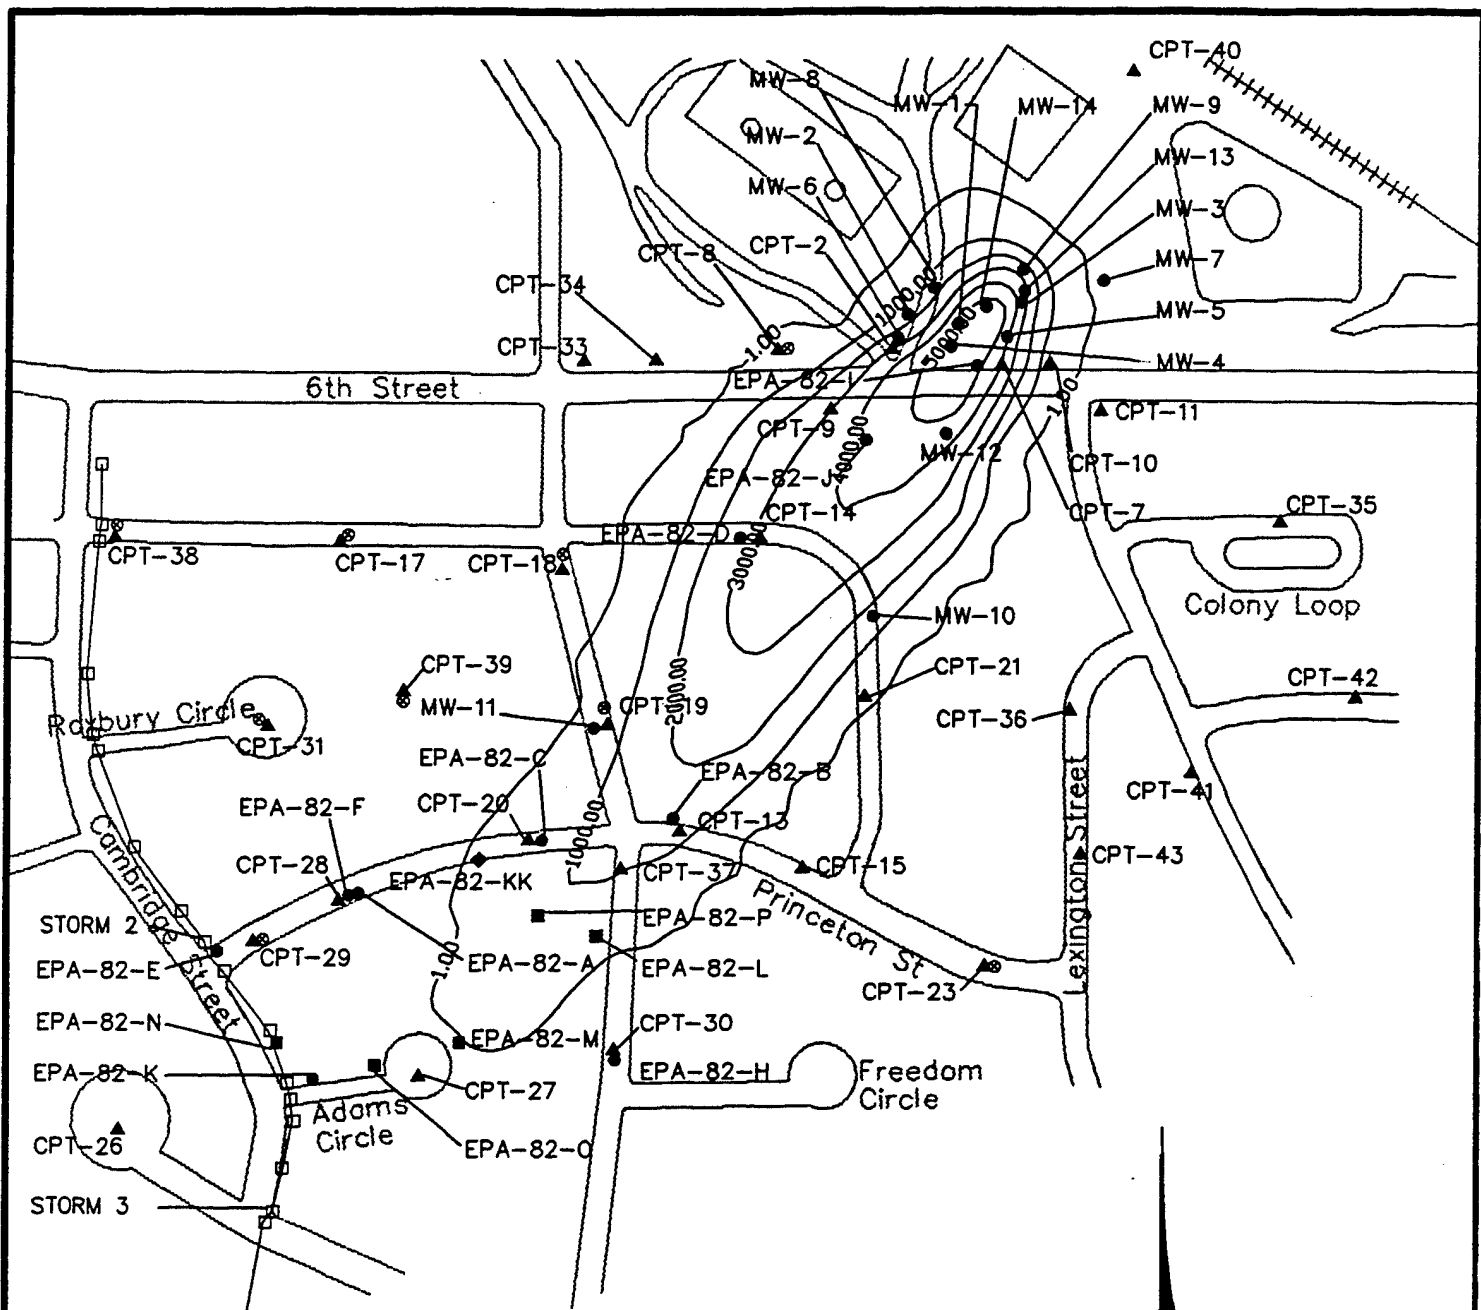 CPT-40
MW-8
MW-1
MW-14
MW-9
MW-2
MW-13
MW-6
MW-3
CPT-2
CPT-8
MW-7
CPT-34
1000.00
MW-5
1.00
5000.00
CPT-33
MW-4
EPA-82-I
6th Street
1.00
CPT-11
CPT-9
4000.00
MW-12
CPT-10
EPA-82-J
CPT-14
CPT-7
CPT-35
EPA-82-D
CPT-38
CPT-17
CPT-18
3000.00
Colony Loop
MW-10
CPT-39
CPT-21
CPT-42
2000.00
MW-11
CPT-19
CPT-36
Roxbury Circle
CPT-31
EPA-82-C
EPA-82-B
CPT-41
EPA-82-F
CPT-20
1000.00
CPT-13
Lexington Street
Cambridge Street
CPT-28
EPA-82-KK
CPT-37
CPT-15
CPT-43
Princeton St
STORM 2
EPA-82-P
CPT-29
1.00
EPA-82-A
EPA-82-L
EPA-82-E
CPT-23
EPA-82-N
EPA-82-M
CPT-30
EPA-82-K
EPA-82-H
Freedom
Circle
CPT-27
Adams
Circle
CPT-26
EPA-82-O
STORM 3